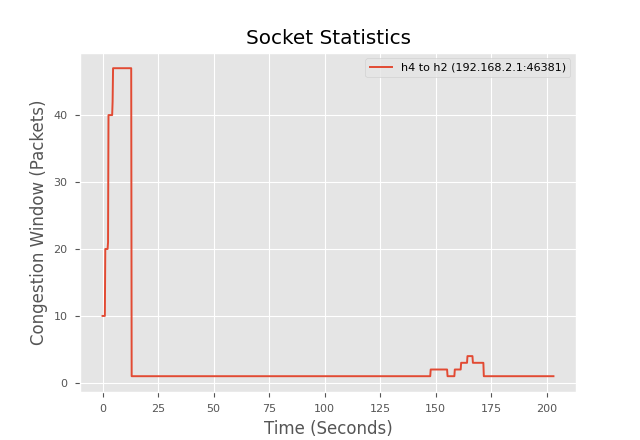 Socket Statistics
h4 to h2 (192.168.2.1:46381)
Congestion Window (Packets)
40
30
20
10
0
0 25 50 75 100 125 150 175 200
Time (Seconds)